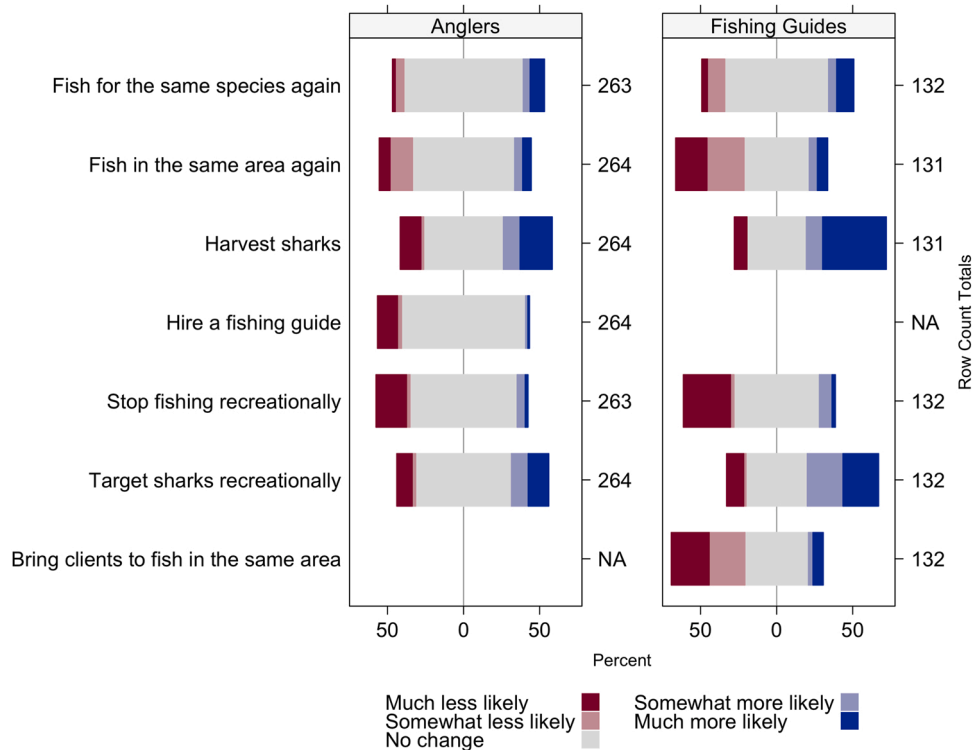 Anglers
Fishing Guides
Fish for the same species again
263
132
Fish in the same area again
264
131
Harvest sharks
264
131
Hire a fishing guide
264
NA
Stop fishing recreationally
263
132
Target sharks recreationally
264
132
Bring clients to fish in the same area
NA
132
Row Count Totals
50 0 50
50 0 50
Percent
Much less likely
Somewhat less likely
No change
Somewhat more likely
Much more likely